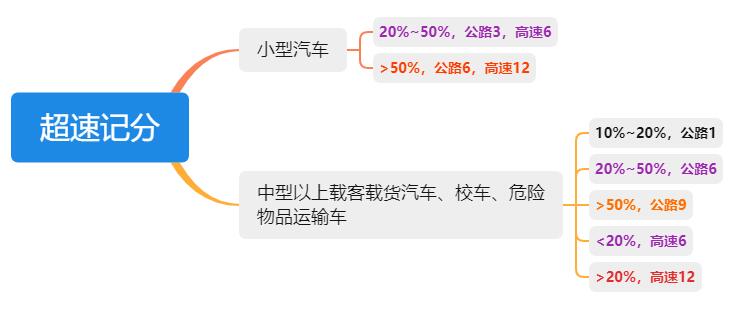 超速记分
小型汽车
20%~50%，公路3，高速6
>50%，公路6，高速12
中型以上载客载货汽车、校车、危险
物品运输车
10%~20%，公路1
20%~50%，公路6
>50%，公路9
<20%，高速6
>20%，高速12